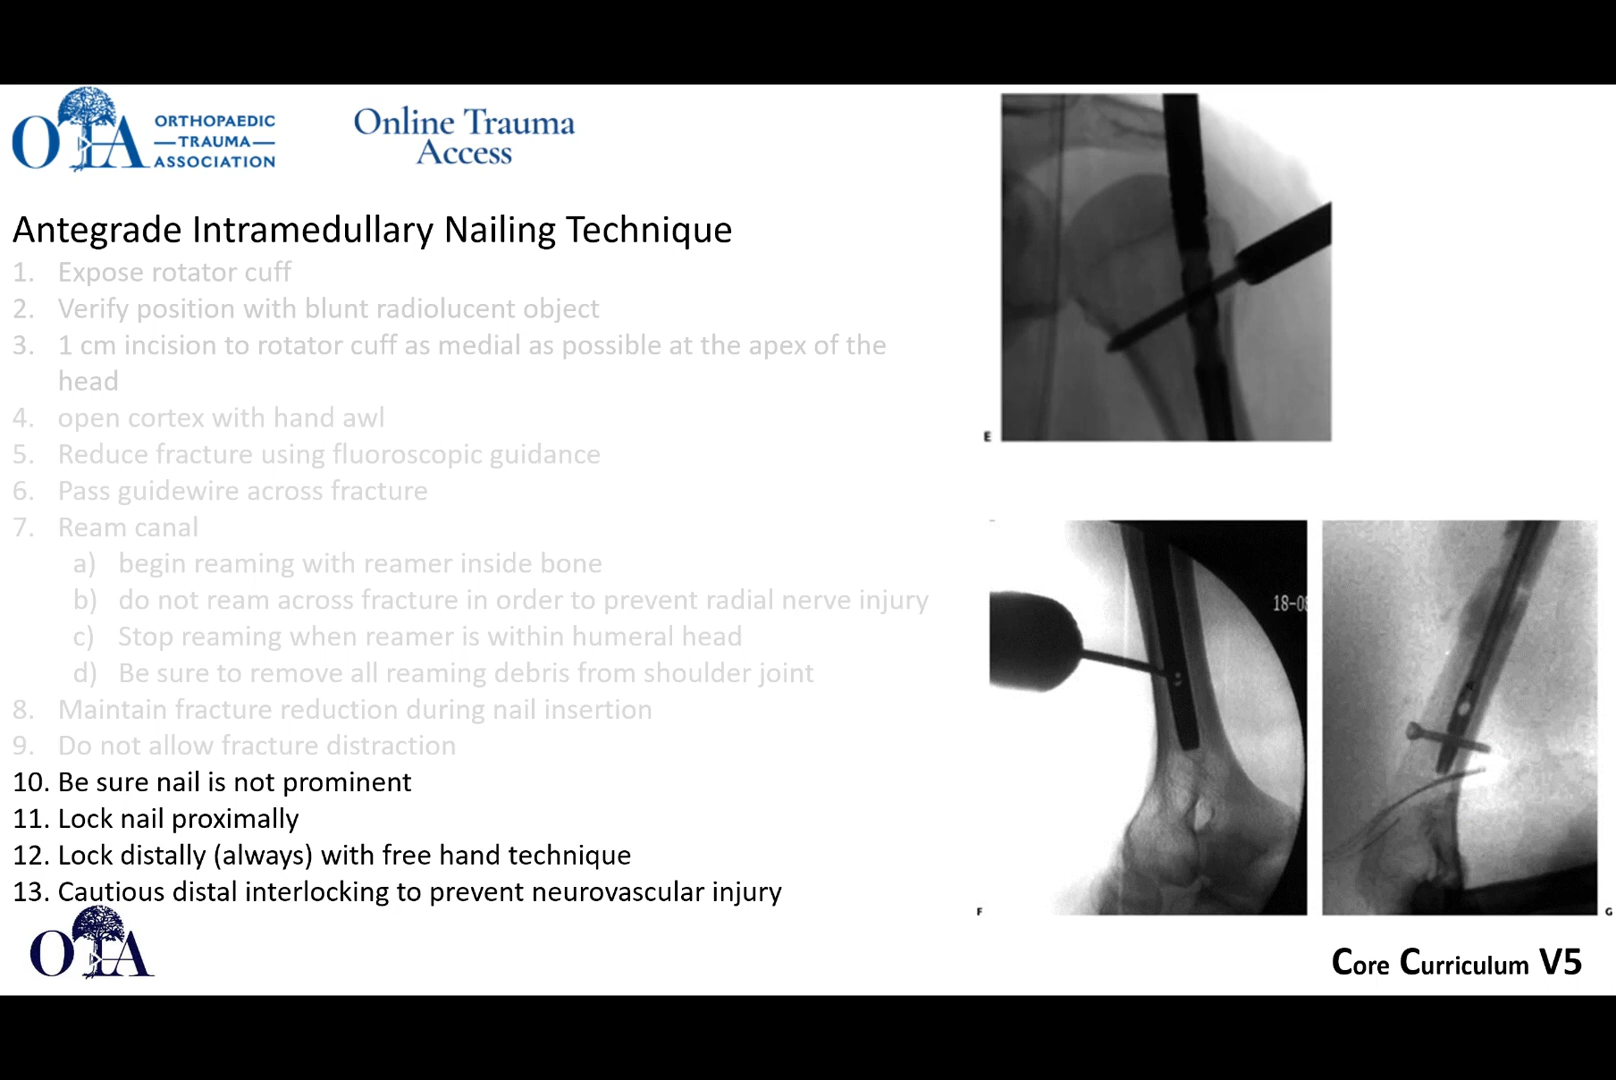 OTA ORTHOPAEDIC
—TRAUMA—
ASSOCIATION
Online Trauma
Access
Antegrade Intramedullary Nailing Technique
1. Expose rotator cuff
2. Verify position with blunt radiolucent object
3. 1 cm incision to rotator cuff as medial as possible at the apex of the
head
4. open cortex with hand awl
5. Reduce fracture using fluoroscopic guidance
6. Pass guidewire across fracture
7. Ream canal
a) begin reaming with reamer inside bone
b) do not ream across fracture in order to prevent radial nerve injury
c) Stop reaming when reamer is within humeral head
d) Be sure to remove all reaming debris from shoulder joint
8. Maintain fracture reduction during nail insertion
9. Do not allow fracture distraction
10. Be sure nail is not prominent
11. Lock nail proximally
12. Lock distally (always) with free hand technique
13. Cautious distal interlocking to prevent neurovascular injury
E
18-08
F
G
OTA
Core Curriculum V5